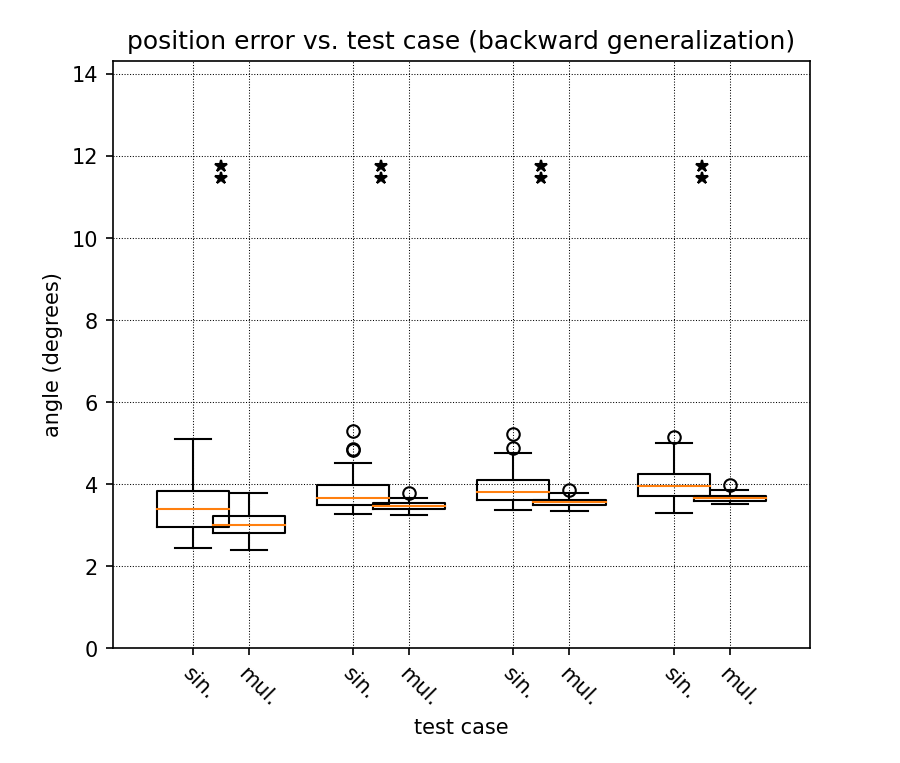 position error vs. test case (backward generalization)
14
12
10
8
6
4
2
0
angle (degrees)
sin. mul. sin. mul. sin. mul. sin. mul.
test case